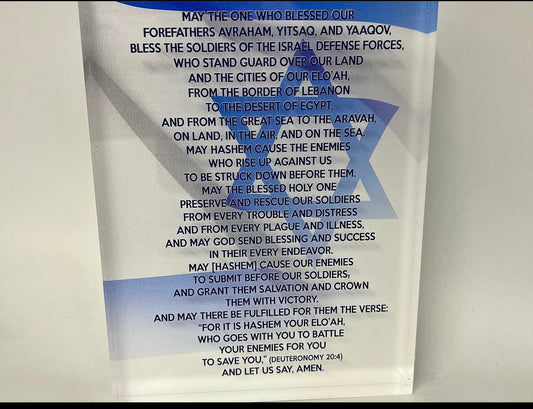 MAY THE ONE WHO BLESSED OUR
FOREFATHERS AVRAHAM, YITSAQ, AND YAAQOV,
BLESS THE SOLDIERS OF THE ISRAEL DEFENSE FORCES,
WHO STAND GUARD OVER OUR LAND
AND THE CITIES OF OUR ELO'AH,
FROM THE BORDER OF LEBANON
TO THE DESERT OF EGYPT,
AND FROM THE GREAT SEA TO THE ARAVAH,
ON LAND, IN THE AIR, AND ON THE SEA.
MAY HASHEM CAUSE THE ENEMIES
WHO RISE UP AGAINST US
TO BE STRUCK DOWN BEFORE THEM.
MAY THE BLESSED HOLY ONE
PRESERVE AND RESCUE OUR SOLDIERS
FROM EVERY TROUBLE AND DISTRESS
AND FROM EVERY PLAGUE AND ILLNESS,
AND MAY GOD SEND BLESSING AND SUCCESS
IN THEIR EVERY ENDEAVOR.
MAY [HASHEM] CAUSE OUR ENEMIES
TO SUBMIT BEFORE OUR SOLDIERS,
AND GRANT THEM SALVATION AND CROWN
THEM WITH VICTORY.
AND MAY THERE BE FULFILLED FOR THEM THE VERSE:
"FOR IT IS HASHEM YOUR ELO'AH,
WHO GOES WITH YOU TO BATTLE
YOUR ENEMIES FOR YOU
TO SAVE YOU," (DEUTERONOMY 20:4)
AND LET US SAY, AMEN.